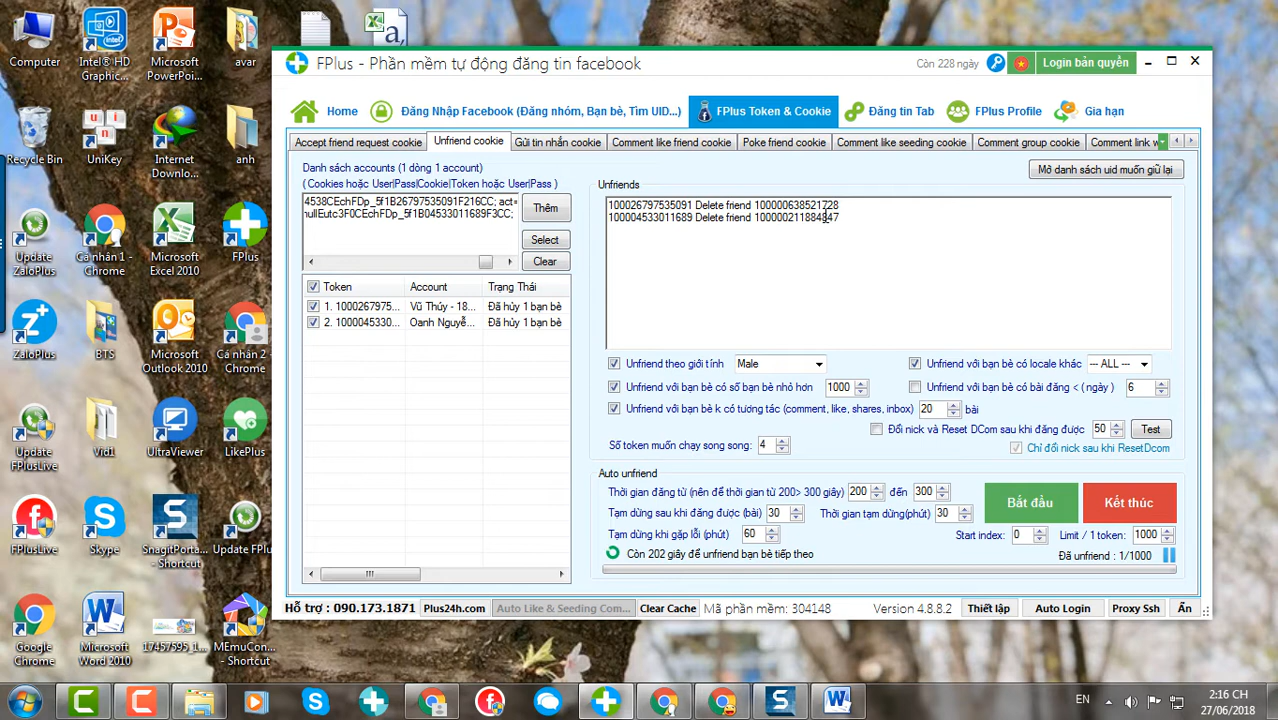 Computer
Intel® HD Graphic...
Microsoft PowerPoi...
avar
FPlus - Phần mềm tự động đăng tin facebook
Còn 228 ngày
Login bản quyền
Home
Đăng Nhập Facebook (Đăng nhóm, Bạn bè, Tìm UID...)
FPlus Token & Cookie
Đăng tin Tab
FPlus Profile
Gia hạn
Recycle Bin
UniKey
Internet Downlo...
anh
Accept friend request cookie
Unfriend cookie
Gửi tin nhắn cookie
Comment like friend cookie
Poke friend cookie
Comment like seeding cookie
Comment group cookie
Comment link w
Danh sách accounts (1 dòng 1 account)
( Cookies hoặc User|Pass|Cookie|Token hoặc User|Pass )
4538CEchFDp_5f1B26797535091F216CC; act=
nullEutc3F0CEchFDp_5f1B04533011689F3CC;
Thêm
Select
Clear
Mở danh sách uid muốn giữ lại
Unfriends
100026797535091 Delete friend 100000638521728
100004533011689 Delete friend 100000211884847
Update ZaloPlus
Cá nhân 1 - Chrome
Microsoft Excel 2010
FPlus
Token
Account
Trạng Thái
1. 1000267975...
Vũ Thúy - 18...
Đã hủy 1 bạn bè
2. 1000045330...
Oanh Nguyễ...
Đã hủy 1 bạn bè
ZaloPlus
BTS
Microsoft Outlook 2010
Cá nhân 2 - Chrome
Unfriend theo giới tính
Male
Unfriend với bạn bè có locale khác
--- ALL ---
Unfriend với bạn bè có số bạn bè nhỏ hơn
1000
Unfriend với bạn bè có bài đăng < ( ngày )
6
Unfriend với bạn bè k có tương tác (comment, like, shares, inbox)
20
bài
Đổi nick và Reset DCom sau khi đăng được
50
Test
Số token muốn chạy song song:
4
Chỉ đổi nick sau khi ResetDcom
Update FPlusLive
Vid1
UltraViewer
LikePlus
Auto unfriend
Thời gian đăng từ (nên để thời gian từ 200> 300 giây)
200
đến
300
Tạm dừng sau khi đăng được (bài)
30
Thời gian tạm dừng(phút)
30
Tạm dừng khi gặp lỗi (phút)
60
Bắt đầu
Kết thúc
Start index:
0
Limit / 1 token:
1000
Còn 202 giây để unfriend bạn bè tiếp theo
Đã unfriend : 1/1000
FPlusLive
Skype
SnagitPorta... - Shortcut
Update FPlu
Hỗ trợ : 090.173.1871
Plus24h.com
Auto Like & Seeding Com...
Clear Cache
Mã phần mềm: 304148
Version 4.9.8.2
Thiết lập
Auto Login
Proxy Ssh
Ẩn
Google Chrome
Microsoft Word 2010
17457595_1...
MEmuCon... - Shortcut
EN
2:16 CH
27/06/2018